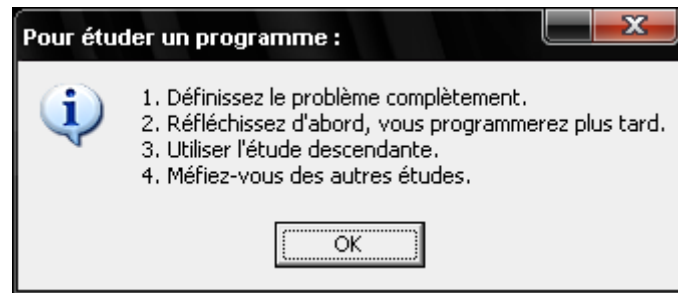 Pour étuder un programme :
1. Définissez le problème complètement.
2. Réfléchissez d'abord, vous programmerez plus tard.
3. Utiliser l'étude descendante.
4. Méfiez-vous des autres études.
OK